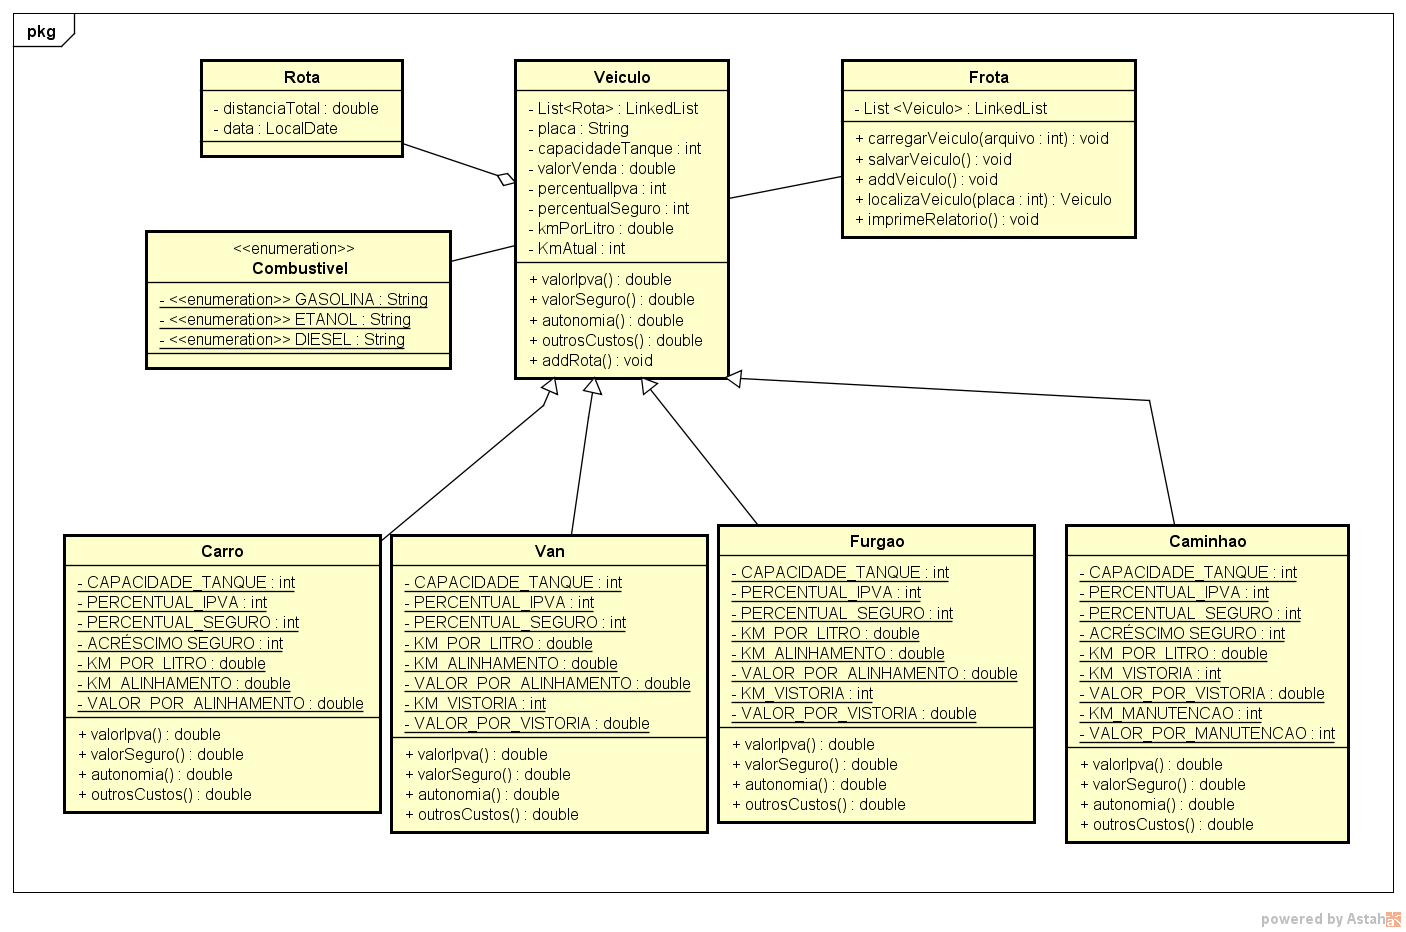 pkg
Rota
- distanciaTotal : double
- data : LocalDate
Veiculo
- List<Rota> : LinkedList
- placa : String
- capacidadeTanque : int
- valorVenda : double
- percentualIpva : int
- percentualSeguro : int
- kmPorLitro : double
- KmAtual : int
+ valorIpva() : double
+ valorSeguro() : double
+ autonomia() : double
+ outrosCustos() : double
+ addRota() : void
Frota
- List <Veiculo> : LinkedList
+ carregarVeiculo(arquivo : int) : void
+ salvarVeiculo() : void
+ addVeiculo() : void
+ localizaVeiculo(placa : int) : Veiculo
+ imprimeRelatorio() : void
<<enumeration>>
Combustivel
- <<enumeration>> GASOLINA : String
- <<enumeration>> ETANOL : String
- <<enumeration>> DIESEL : String
Carro
- CAPACIDADE_TANQUE : int
- PERCENTUAL_IPVA : int
- PERCENTUAL_SEGURO : int
- ACRÉSCIMO SEGURO : int
- KM_POR_LITRO : double
- KM_ALINHAMENTO : double
- VALOR_POR_ALINHAMENTO : double
+ valorIpva() : double
+ valorSeguro() : double
+ autonomia() : double
+ outrosCustos() : double
Van
- CAPACIDADE_TANQUE : int
- PERCENTUAL_IPVA : int
- PERCENTUAL_SEGURO : int
- KM_POR_LITRO : double
- KM_ALINHAMENTO : double
- VALOR_POR_ALINHAMENTO : double
- KM_VISTORIA : int
- VALOR_POR_VISTORIA : double
+ valorIpva() : double
+ valorSeguro() : double
+ autonomia() : double
+ outrosCustos() : double
Furgao
- CAPACIDADE_TANQUE : int
- PERCENTUAL_IPVA : int
- PERCENTUAL_SEGURO : int
- KM_POR_LITRO : double
- KM_ALINHAMENTO : double
- VALOR_POR_ALINHAMENTO : double
- KM_VISTORIA : int
- VALOR_POR_VISTORIA : double
+ valorIpva() : double
+ valorSeguro() : double
+ autonomia() : double
+ outrosCustos() : double
Caminhao
- CAPACIDADE_TANQUE : int
- PERCENTUAL_IPVA : int
- PERCENTUAL_SEGURO : int
- ACRÉSCIMO SEGURO : int
- KM_POR_LITRO : double
- KM_VISTORIA : int
- VALOR_POR_VISTORIA : double
- KM_MANUTENCAO : int
- VALOR_POR_MANUTENCAO : int
+ valorIpva() : double
+ valorSeguro() : double
+ autonomia() : double
+ outrosCustos() : double
powered by Astah